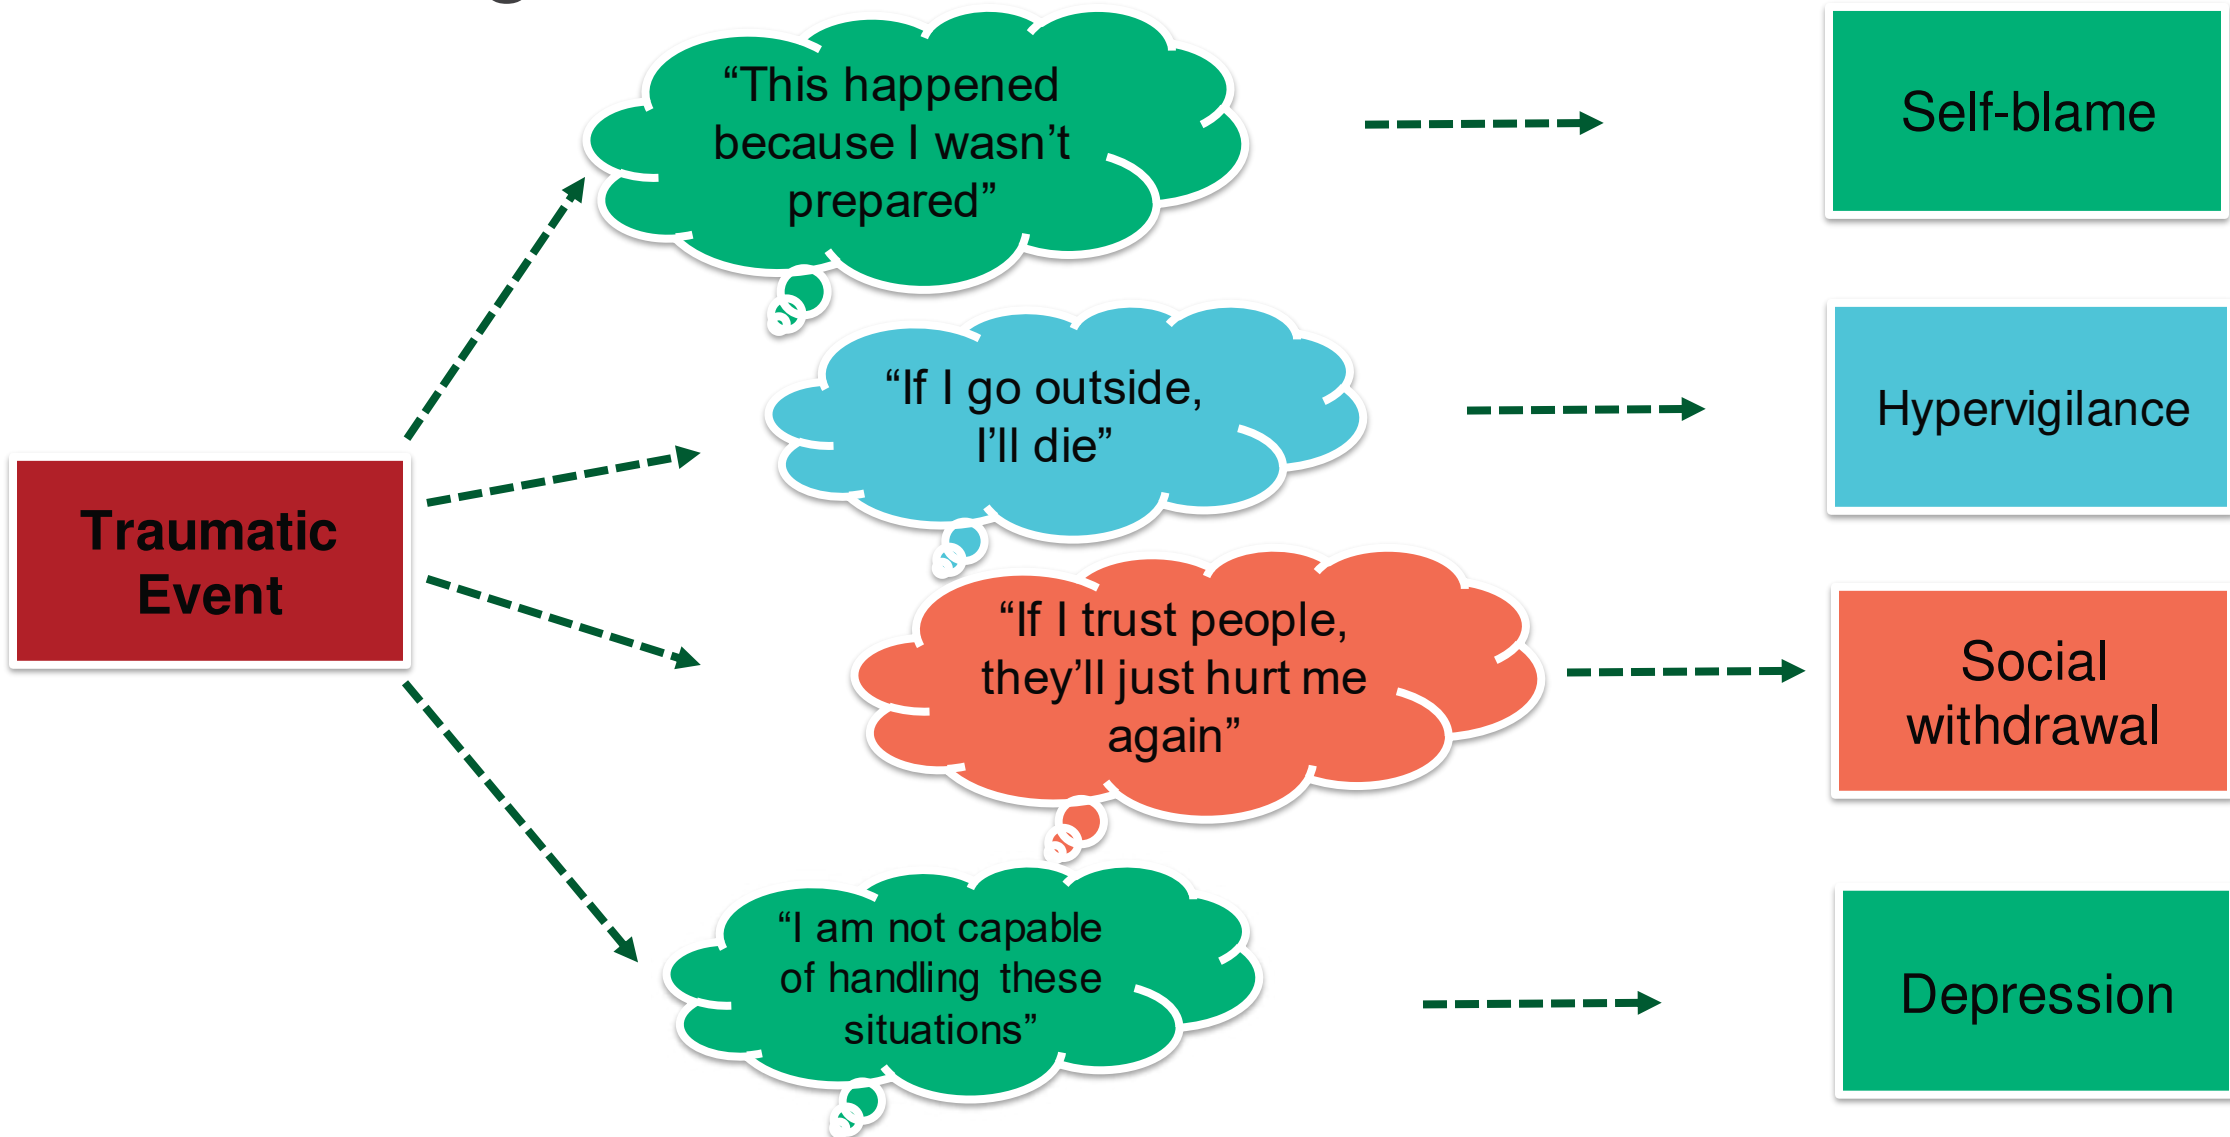 “This happened
because I wasn’t
prepared”
Self-blame
“If I go outside,
I’ll die”
Hypervigilance
Traumatic
Event
“If I trust people,
they’ll just hurt me
again”
Social
withdrawal
“I am not capable
of handling these
situations”
Depression